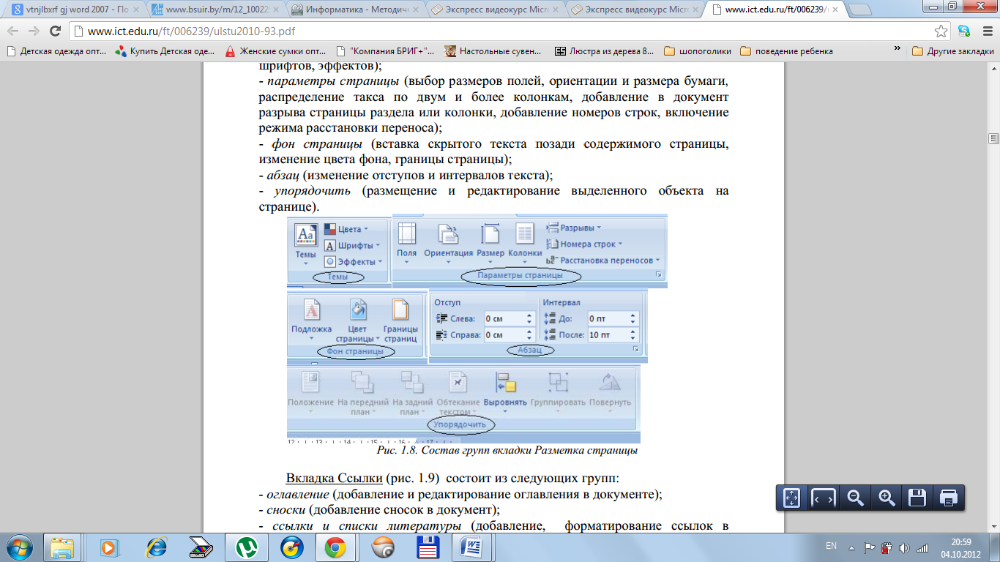 vtnjlbxrf gj word 2007 - По
www.bsuir.by/m/12_10022
Информатика - Методич
Экспресс видеокурс Micr
Экспресс видеокурс Micr
www.ict.edu.ru/ft/006239/
www.ict.edu.ru/ft/006239/ulstu2010-93.pdf
Детская одежда опт...
Купить Детская оде...
Женские сумки опт...
"Компания БРИГ+"...
Настольные сувен...
Люстра из дерева 8...
шопоголики
поведение ребенка
»
Другие закладки
шрифтов, эффектов);
- параметры страницы (выбор размеров полей, ориентации и размера бумаги,
распределение такса по двум и более колонкам, добавление в документ
разрыва страницы раздела или колонки, добавление номеров строк, включение
режима расстановки переноса);
- фон страницы (вставка скрытого текста позади содержимого страницы,
изменение цвета фона, границы страницы);
- абзац (изменение отступов и интервалов текста);
- упорядочить (размещение и редактирование выделенного объекта на
странице).
Темы
Цвета
Шрифты
Эффекты
Темы
Поля
Ориентация
Размер
Колонки
Разрывы
Номера строк
Расстановка переносов
Параметры страницы
Подложка
Цвет
страницы
Границы
страниц
Фон страницы
Отступ
Слева: 0 см
Справа: 0 см
Интервал
До: 0 пт
После: 10 пт
Абзац
Положение
На передний
план
На задний
план
Обтекание
текстом
Выровнять
Группировать
Повернуть
Упорядочить
12 · 13 · 14 · 15 · 16 · 17
Рис. 1.8. Состав групп вкладки Разметка страницы
Вкладка Ссылки (рис. 1.9) состоит из следующих групп:
- оглавление (добавление и редактирование оглавления в документе);
- сноски (добавление сносок в документ);
- ссылки и списки литературы (добавление, форматирование ссылок в
EN
20:59
04.10.2012